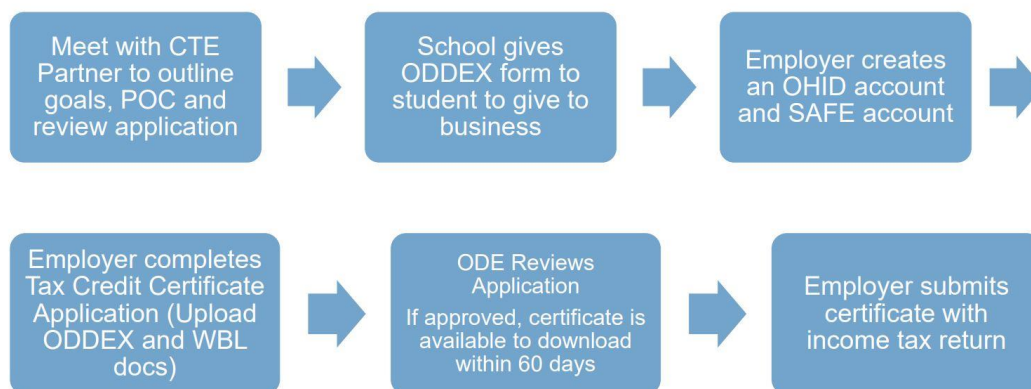 Meet with CTE
Partner to outline
goals, POC and
review application
School gives
ODDEX form to
student to give to
business
Employer creates
an OHID account
and SAFE account
Employer completes
Tax Credit Certificate
Application (Upload
ODDEX and WBL
docs)
ODE Reviews
Application
If approved, certificate is
available to download
within 60 days
Employer submits
certificate with
income tax return